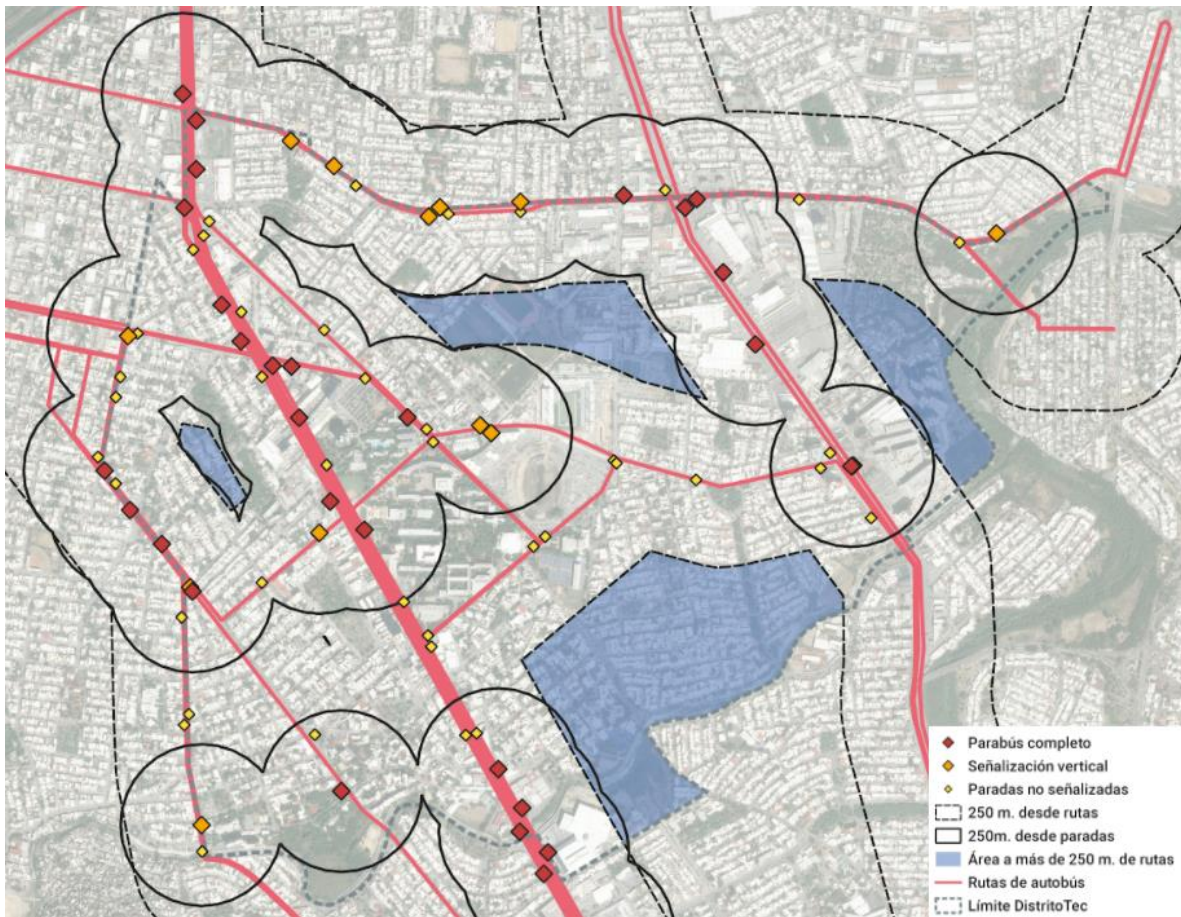 Parabús completo
Señalización vertical
Paradas no señalizadas
250 m. desde rutas
250m. desde paradas
Área a más de 250 m. de rutas
Rutas de autobús
Límite DistritoTec